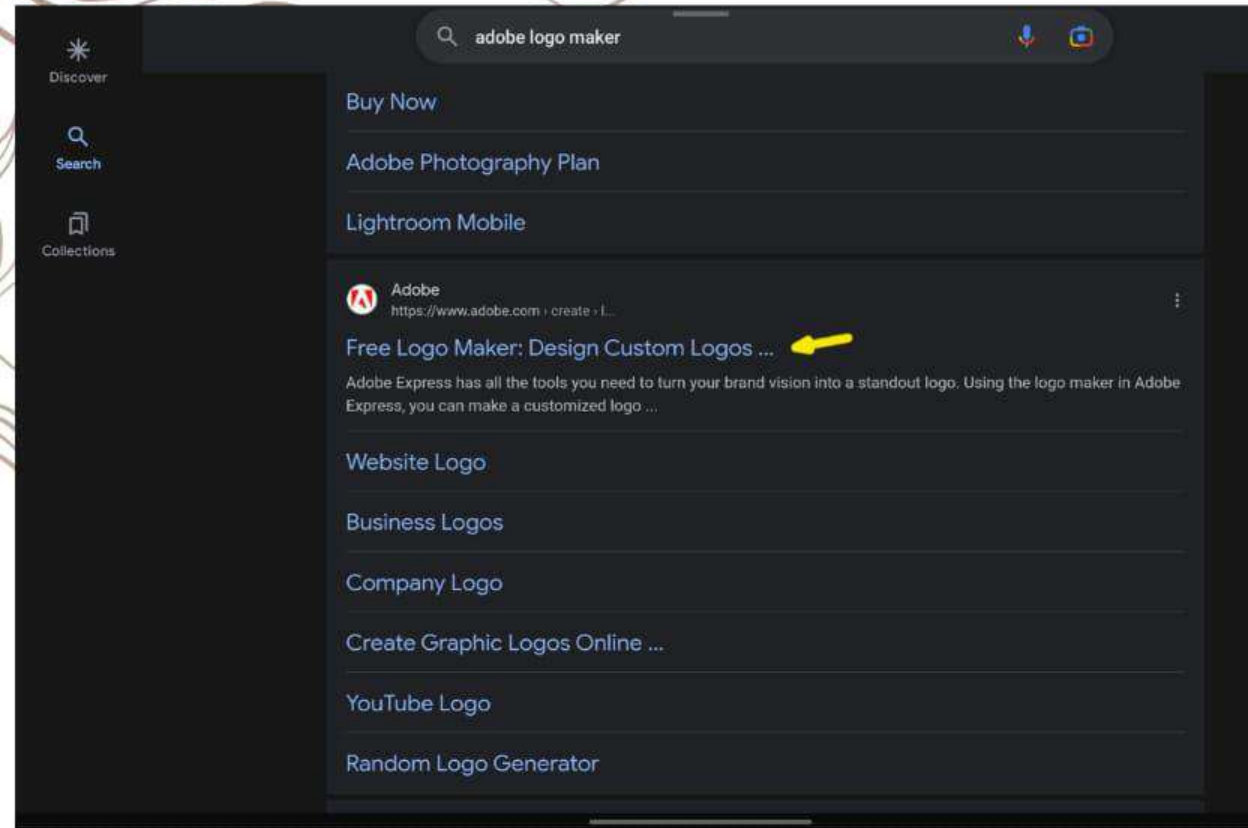 adobe logo maker
Discover
Search
Collections
Buy Now
Adobe Photography Plan
Lightroom Mobile
Adobe
https://www.adobe.com › create › l...
Free Logo Maker: Design Custom Logos ...
Adobe Express has all the tools you need to turn your brand vision into a standout logo. Using the logo maker in Adobe
Express, you can make a customized logo ...
Website Logo
Business Logos
Company Logo
Create Graphic Logos Online ...
YouTube Logo
Random Logo Generator